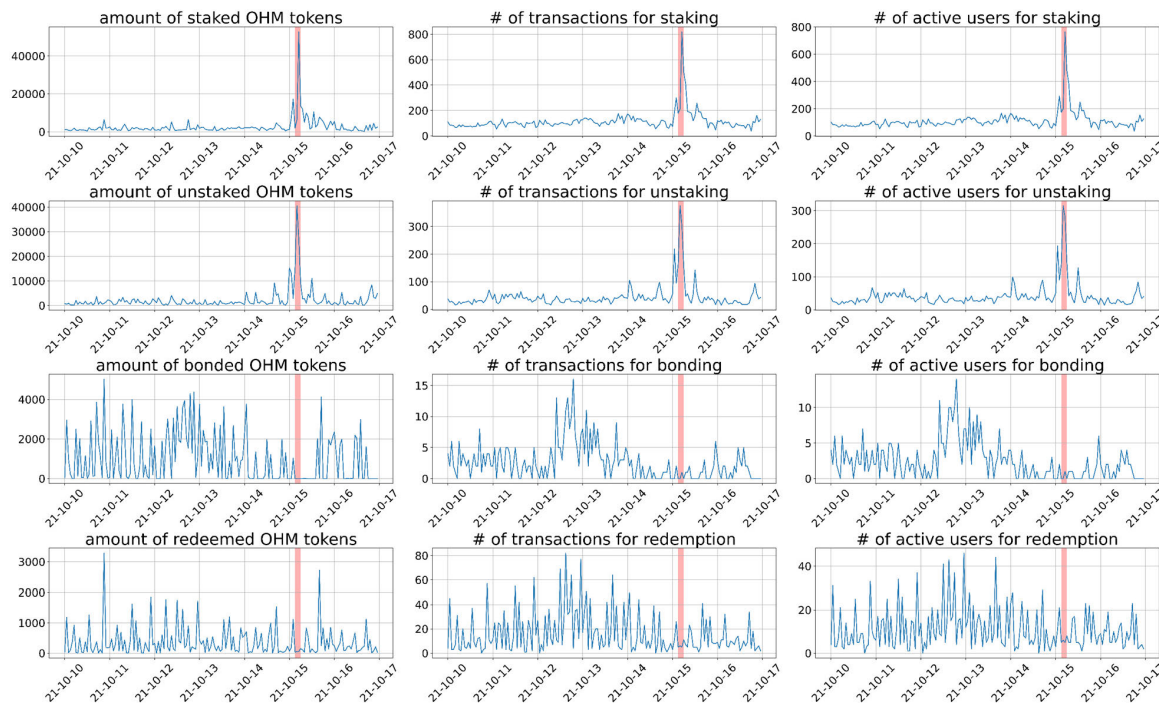 amount of staked OHM tokens
# of transactions for staking
# of active users for staking
40000
20000
0
800
600
400
200
0
800
600
400
200
0
21-10-10 21-10-11 21-10-12 21-10-13 21-10-14 21-10-15 21-10-16 21-10-17
21-10-10 21-10-11 21-10-12 21-10-13 21-10-14 21-10-15 21-10-16 21-10-17
21-10-10 21-10-11 21-10-12 21-10-13 21-10-14 21-10-15 21-10-16 21-10-17
amount of unstaked OHM tokens
# of transactions for unstaking
# of active users for unstaking
40000
30000
20000
10000
0
300
200
100
0
300
200
100
0
21-10-10 21-10-11 21-10-12 21-10-13 21-10-14 21-10-15 21-10-16 21-10-17
21-10-10 21-10-11 21-10-12 21-10-13 21-10-14 21-10-15 21-10-16 21-10-17
21-10-10 21-10-11 21-10-12 21-10-13 21-10-14 21-10-15 21-10-16 21-10-17
amount of bonded OHM tokens
# of transactions for bonding
# of active users for bonding
4000
2000
0
15
10
5
0
10
5
0
21-10-10 21-10-11 21-10-12 21-10-13 21-10-14 21-10-15 21-10-16 21-10-17
21-10-10 21-10-11 21-10-12 21-10-13 21-10-14 21-10-15 21-10-16 21-10-17
21-10-10 21-10-11 21-10-12 21-10-13 21-10-14 21-10-15 21-10-16 21-10-17
amount of redeemed OHM tokens
# of transactions for redemption
# of active users for redemption
3000
2000
1000
0
80
60
40
20
0
40
20
0
21-10-10 21-10-11 21-10-12 21-10-13 21-10-14 21-10-15 21-10-16 21-10-17
21-10-10 21-10-11 21-10-12 21-10-13 21-10-14 21-10-15 21-10-16 21-10-17
21-10-10 21-10-11 21-10-12 21-10-13 21-10-14 21-10-15 21-10-16 21-10-17